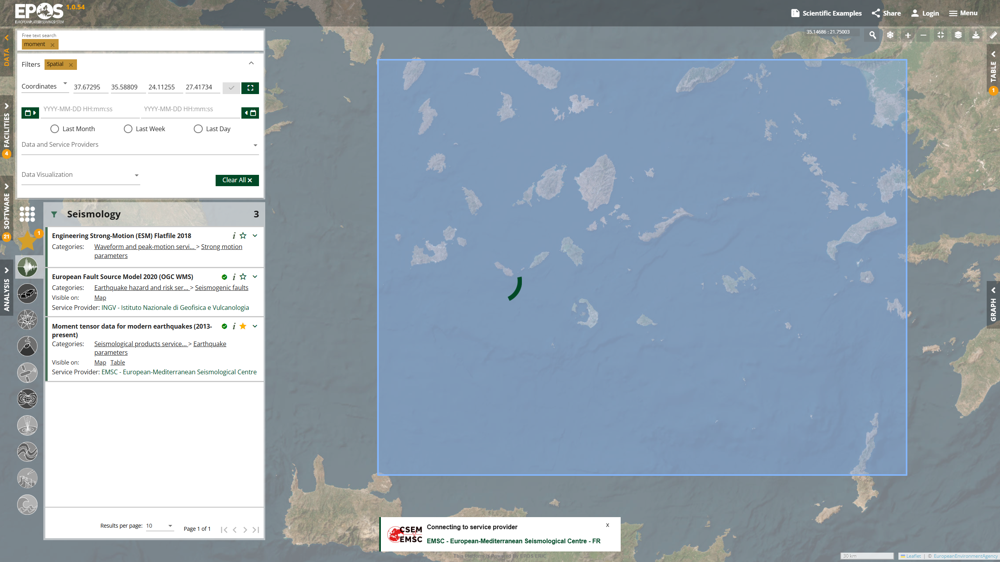 EPOS
1.0.54
EUROPEANPLATEOBSERVINGSYSTEM
Scientific Examples
Share
Login
Menu
35.14686 : 21.75003
DATA
FACILITIES
4
SOFTWARE
21
ANALYSIS
TABLE
1
GRAPH
Free text search
moment
Filters
Spatial
Coordinates
37.67295
35.58809
24.11255
27.41734
YYYY-MM-DD HH:mm:ss
YYYY-MM-DD HH:mm:ss
Last Month
Last Week
Last Day
Data and Service Providers
Data Visualization
Clear All
1
Seismology
3
Engineering Strong-Motion (ESM) Flatfile 2018
Categories: Waveform and peak-motion servi... > Strong motion
parameters
European Fault Source Model 2020 (OGC WMS)
Categories: Earthquake hazard and risk ser... > Seismogenic faults
Visible on: Map
Service Provider: INGV - Istituto Nazionale di Geofisica e Vulcanologia
Moment tensor data for modern earthquakes (2013-
present)
Categories: Seismological products service... > Earthquake
parameters
Visible on: Map Table
Service Provider: EMSC - European-Mediterranean Seismological Centre
Results per page: 10
Page 1 of 1
CSEM
EMSC
Connecting to service provider
x
EMSC - European-Mediterranean Seismological Centre - FR
This Platform is Powered By EPOS ERIC
30 km
Leaflet | © EuropeanEnvironmentAgency